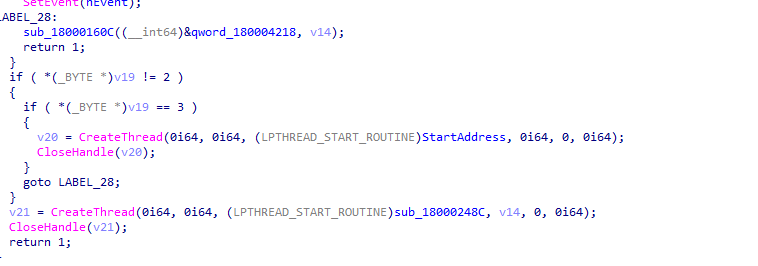 SetEvent(hEvent);
LABEL_28:
sub_18000160C((__int64)&qword_180004218, v14);
return 1;
}
if ( *(_BYTE *)v19 != 2 )
{
if ( *(_BYTE *)v19 == 3 )
{
v20 = CreateThread(0i64, 0i64, (LPTHREAD_START_ROUTINE)StartAddress, 0i64, 0, 0i64);
CloseHandle(v20);
}
goto LABEL_28;
}
v21 = CreateThread(0i64, 0i64, (LPTHREAD_START_ROUTINE)sub_18000248C, v14, 0, 0i64);
CloseHandle(v21);
return 1;